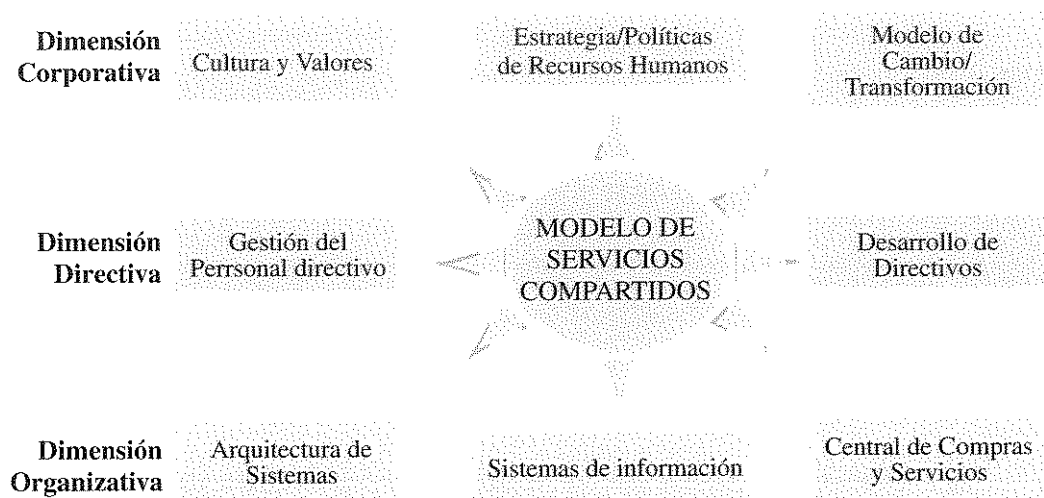 Dimensión
Corporativa
Cultura y Valores
Estrategia/Políticas
de Recursos Humanos
Modelo de
Cambio/
Transformación
Dimensión
Directiva
Gestión del
Perrsonal directivo
MODELO DE
SERVICIOS
COMPARTIDOS
Desarrollo de
Directivos
Dimensión
Organizativa
Arquitectura de
Sistemas
Sistemas de información
Central de Compras
y Servicios